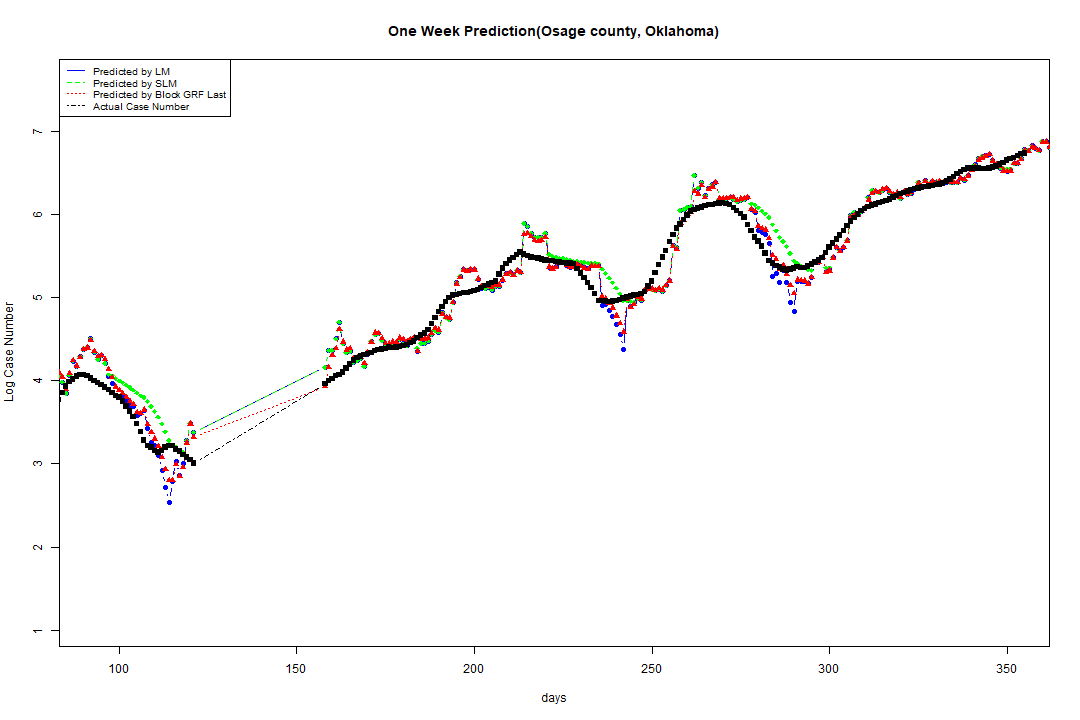 One Week Prediction(Osage county, Oklahoma)
Predicted by LM
Predicted by SLM
Predicted by Block GRF Last
Actual Case Number
Log Case Number
7
6
5
4
3
2
1
100 150 200 250 300 350
days